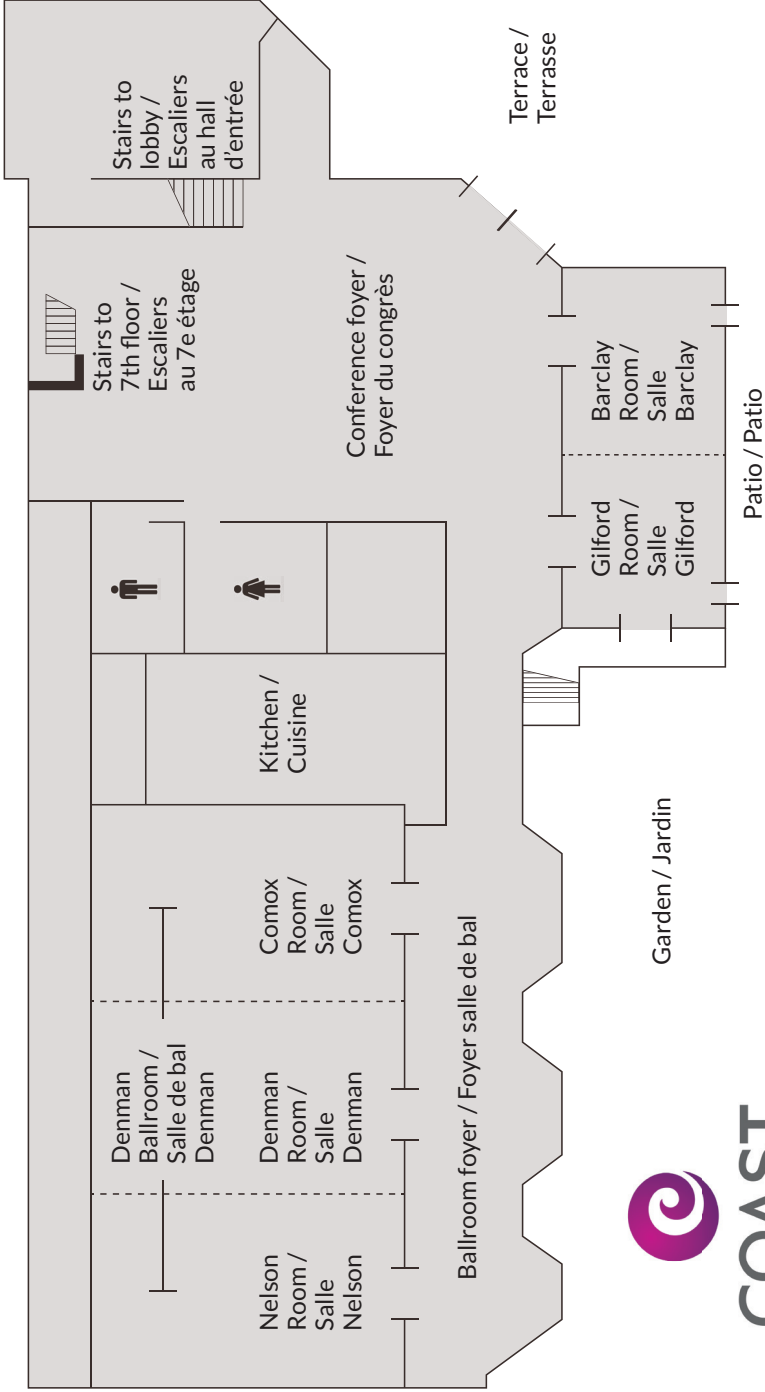 Stairs to
lobby /
Escaliers
au hall
d'entrée
Terrace /
Terrasse
Stairs to
7th floor /
Escaliers
au 7e étage
Conference foyer /
Foyer du congrès
Barclay
Room /
Salle
Barclay
Gilford
Room /
Salle
Gilford
Patio / Patio
Kitchen /
Cuisine
Comox
Room /
Salle
Comox
Denman
Ballroom /
Salle de bal
Denman
Denman
Room /
Salle
Denman
Nelson
Room /
Salle
Nelson
Ballroom foyer / Foyer salle de bal
Garden / Jardin
COAST